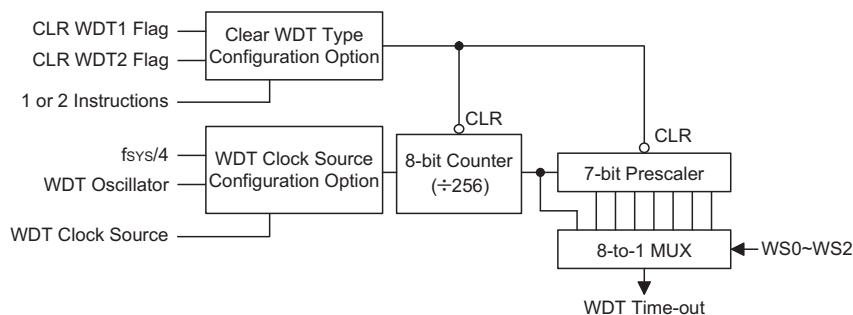 CLR WDT1 Flag
CLR WDT2 Flag
1 or 2 Instructions
Clear WDT Type
Configuration Option
CLR
CLR
fSYS/4
WDT Oscillator
WDT Clock Source
WDT Clock Source
Configuration Option
8-bit Counter
(÷256)
7-bit Prescaler
8-to-1 MUX
WS0~WS2
WDT Time-out